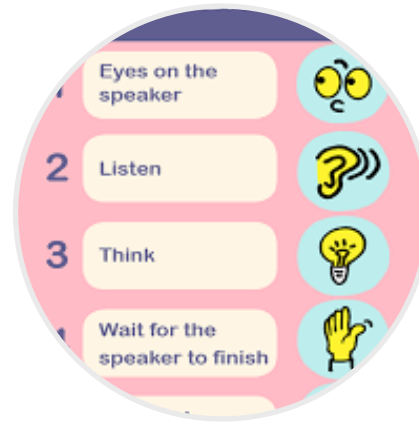 Eyes on the
speaker
2
Listen
3
Think
Wait for the
speaker to finish